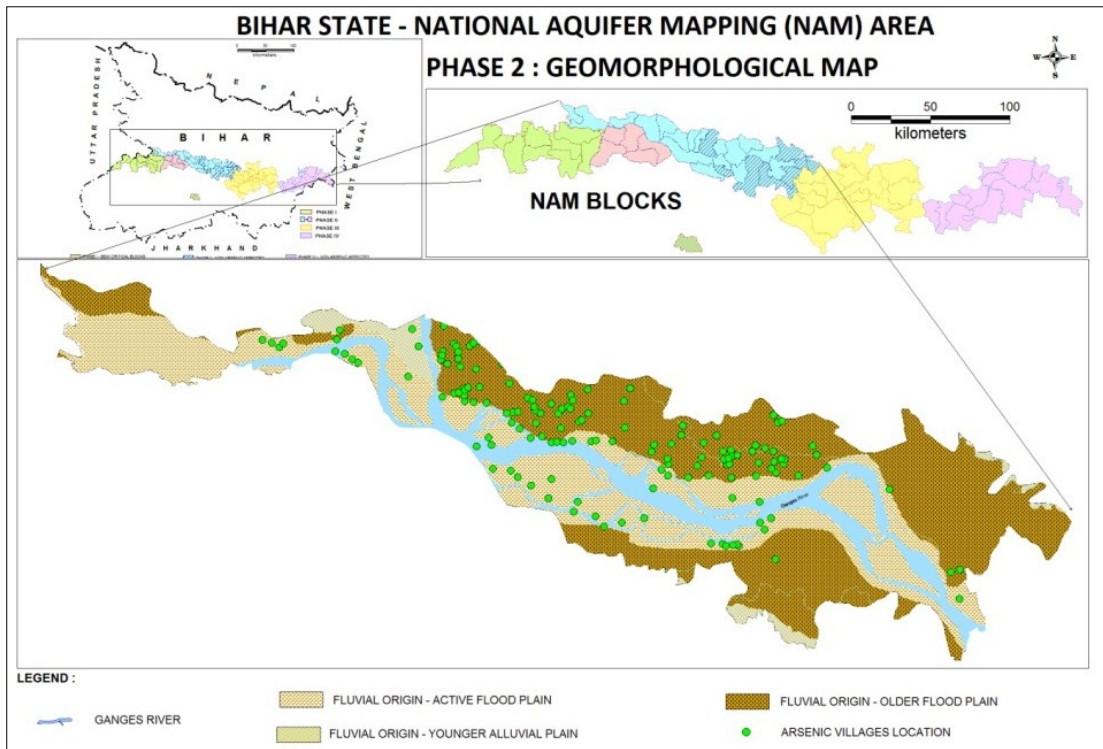 BIHAR STATE - NATIONAL AQUIFER MAPPING (NAM) AREA
PHASE 2 : GEOMORPHOLOGICAL MAP
N
W E
S
kilometers
NEPAL
UTTAR PRADESH
BIHAR
WEST BENGAL
JHARKHAND
PHASE I
PHASE II
PHASE III
PHASE IV
0 50 100
kilometers
NAM BLOCKS
Ganges River
LEGEND :
GANGES RIVER
FLUVIAL ORIGIN - ACTIVE FLOOD PLAIN
FLUVIAL ORIGIN - YOUNGER ALLUVIAL PLAIN
FLUVIAL ORIGIN - OLDER FLOOD PLAIN
ARSENIC VILLAGES LOCATION